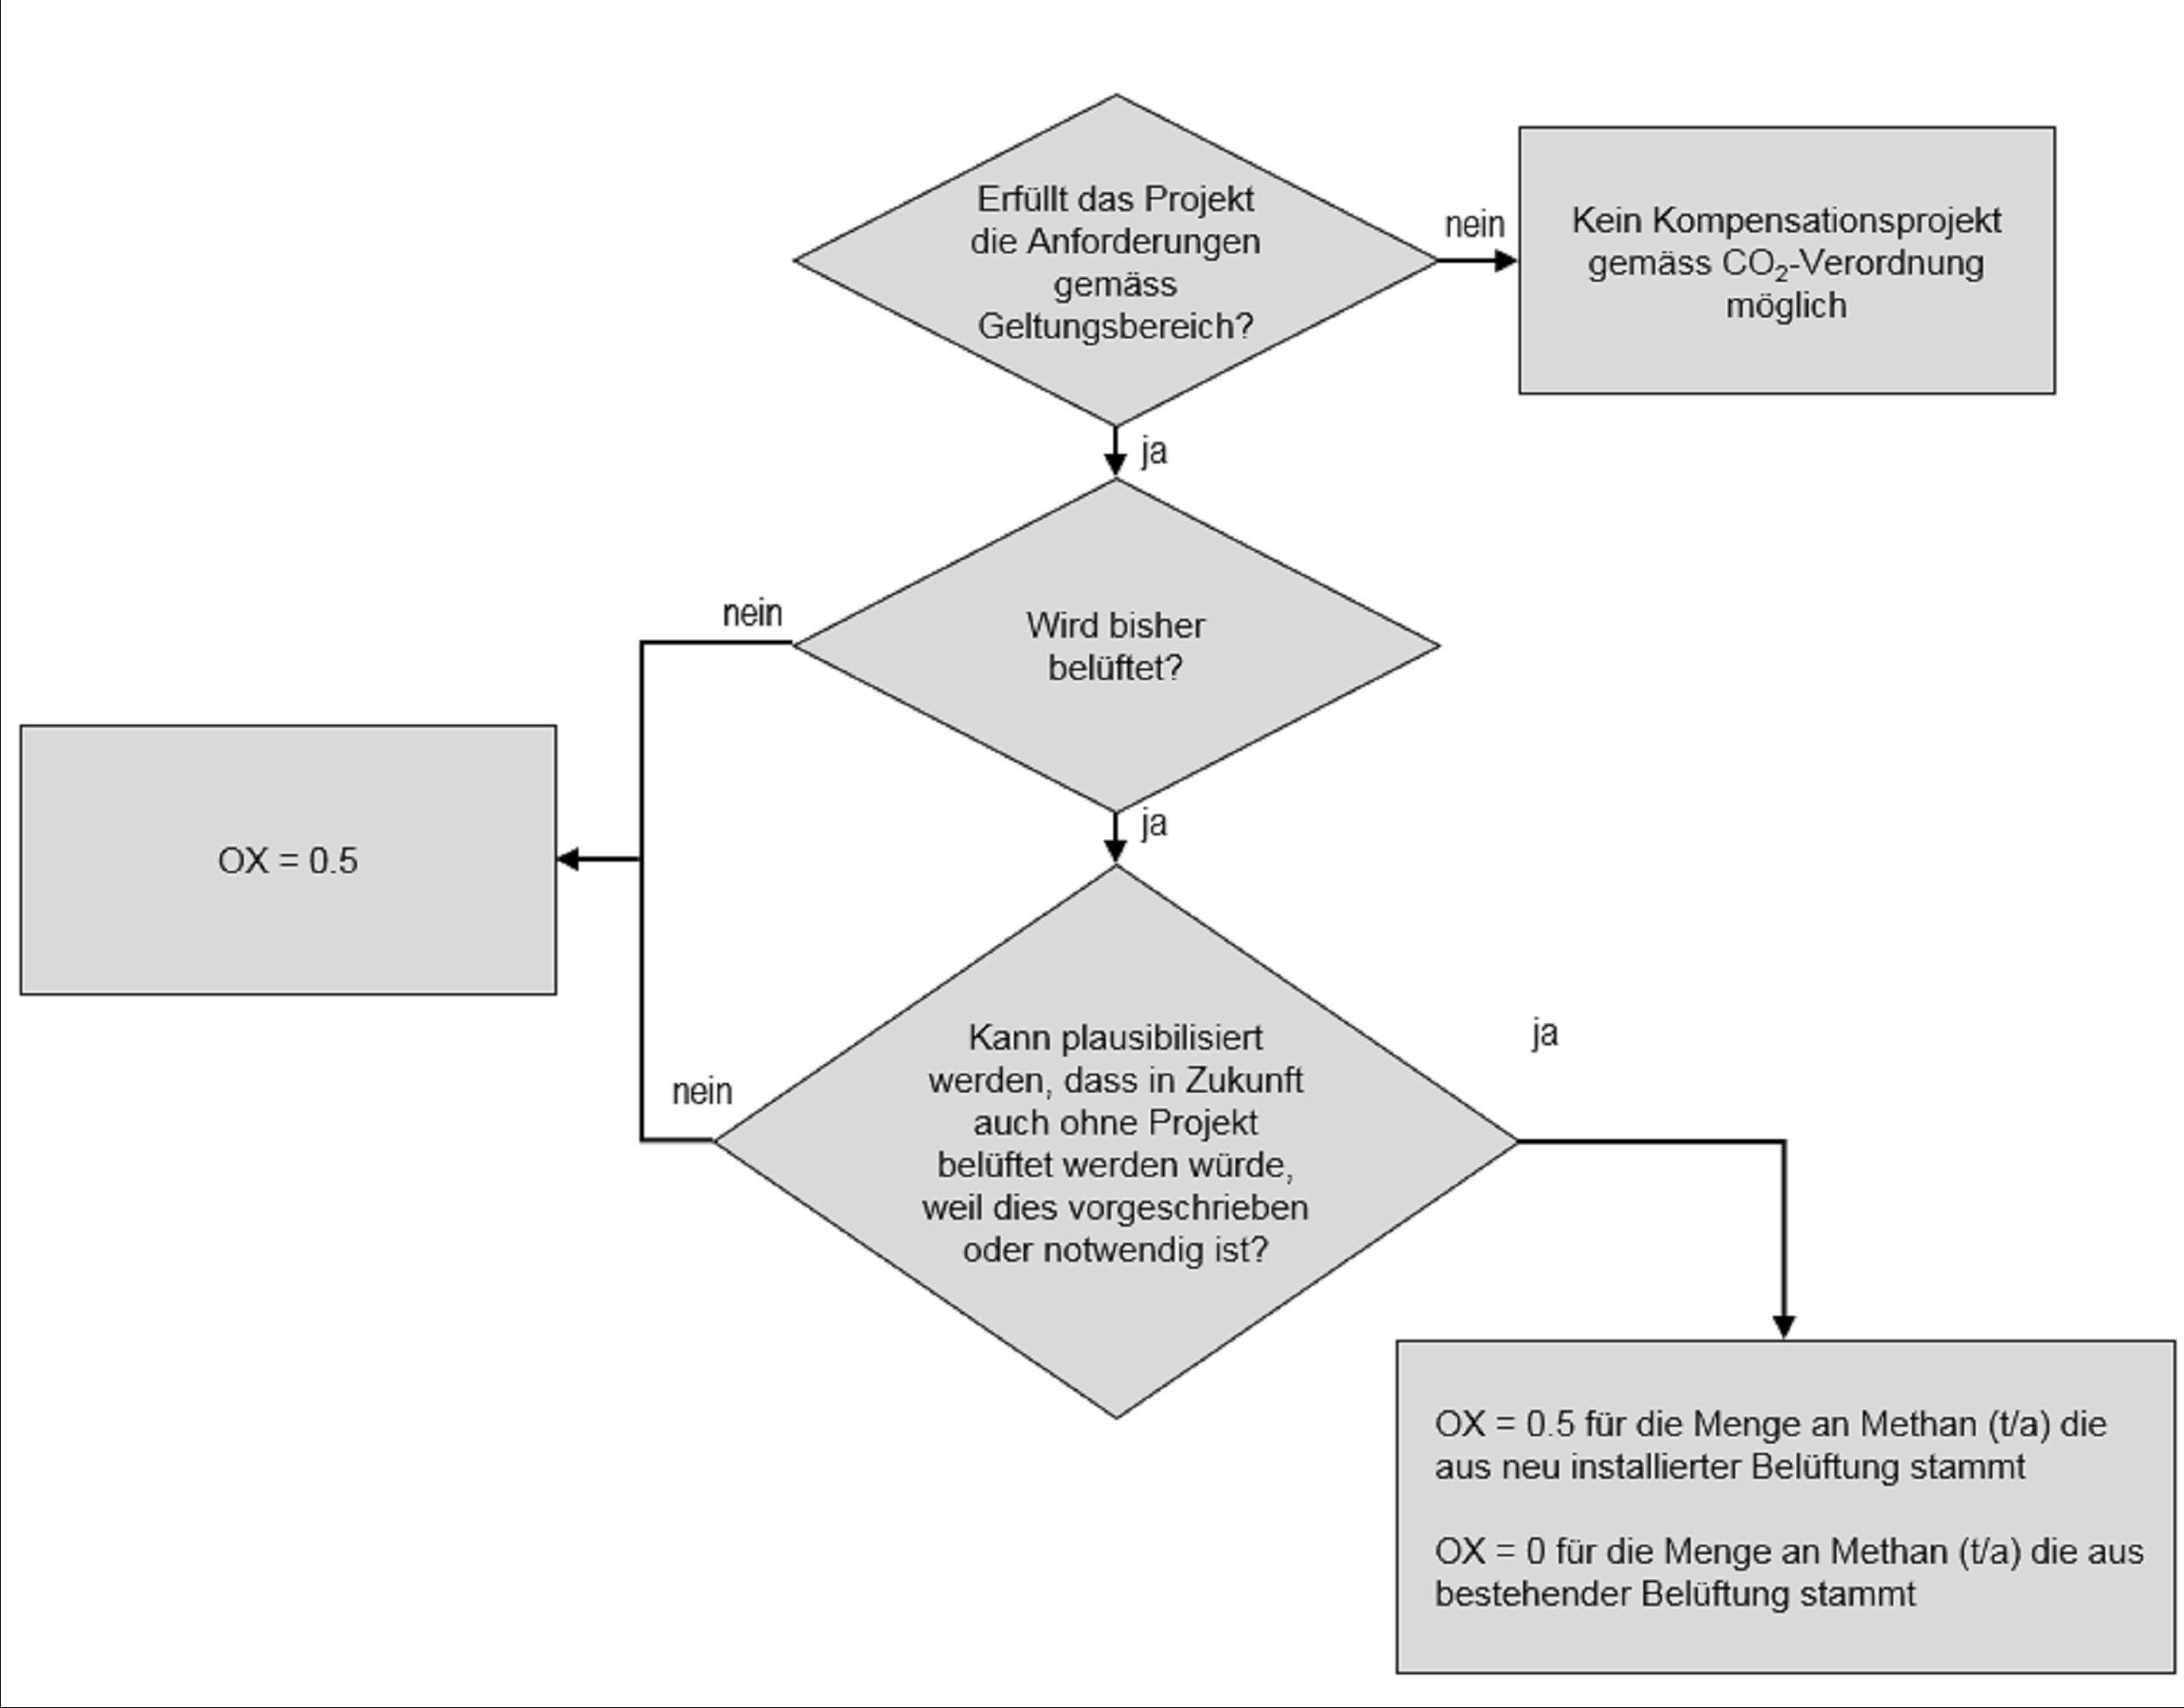 Erfüllt das Projekt
die Anforderungen
gemäss
Geltungsbereich?
nein
Kein Kompensationsprojekt
gemäss CO₂-Verordnung
möglich
ja
Wird bisher
belüftet?
nein
ja
OX = 0.5
Kann plausibilisiert
werden, dass in Zukunft
auch ohne Projekt
belüftet werden würde,
weil dies vorgeschrieben
oder notwendig ist?
nein
ja
OX = 0.5 für die Menge an Methan (t/a) die
aus neu installierter Belüftung stammt
OX = 0 für die Menge an Methan (t/a) die aus
bestehender Belüftung stammt